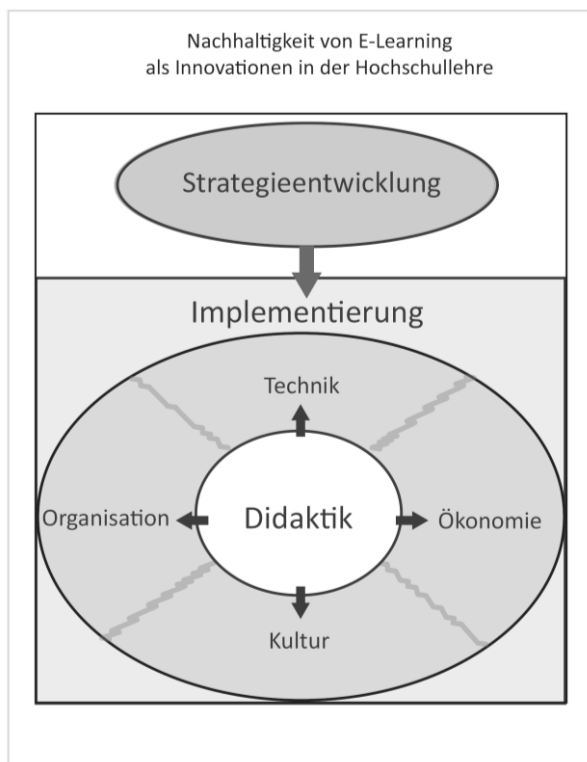 Nachhaltigkeit von E-Learning
als Innovationen in der Hochschullehre
Strategieentwicklung
Implementierung
Technik
Organisation
Didaktik
Ökonomie
Kultur